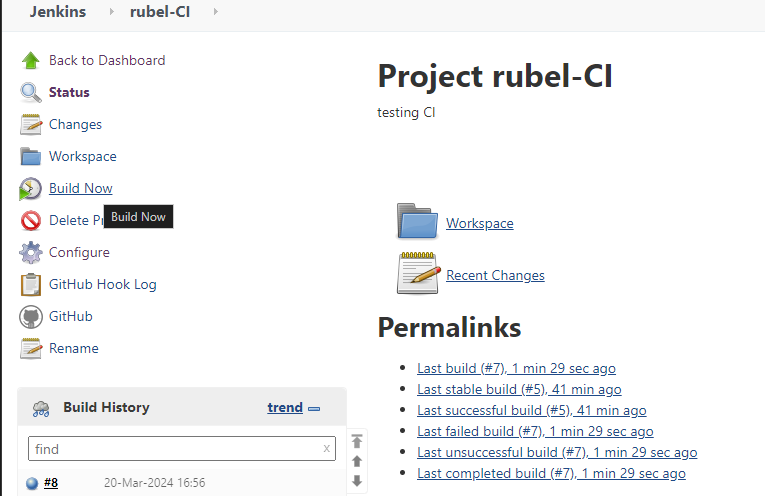 Jenkins rubel-CI
Back to Dashboard
Status
Changes
Workspace
Build Now
Build Now
Delete P
Configure
GitHub Hook Log
GitHub
Rename
Build History trend
find x
#8 20-Mar-2024 16:56
Project rubel-CI
testing CI
Workspace
Recent Changes
Permalinks
Last build (#7), 1 min 29 sec ago
Last stable build (#5), 41 min ago
Last successful build (#5), 41 min ago
Last failed build (#7), 1 min 29 sec ago
Last unsuccessful build (#7), 1 min 29 sec ago
Last completed build (#7), 1 min 29 sec ago